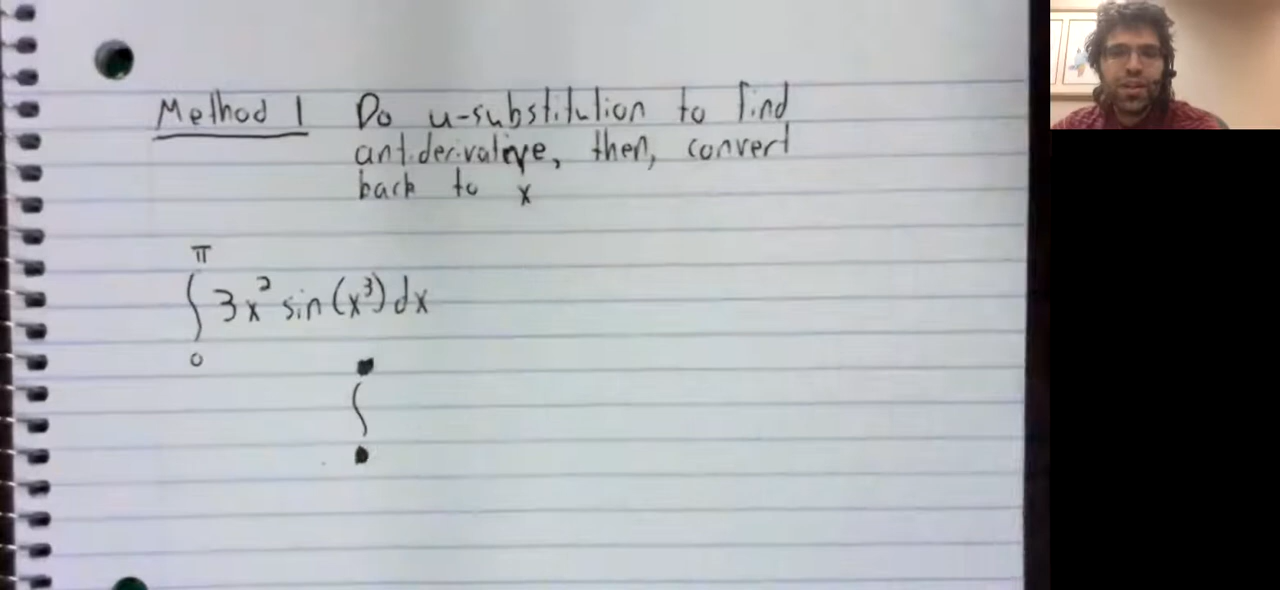 Method 1 Do u-substitution to find
antiderivative, then, convert
back to x
π
∫ 3x² sin(x³) dx
0
∫